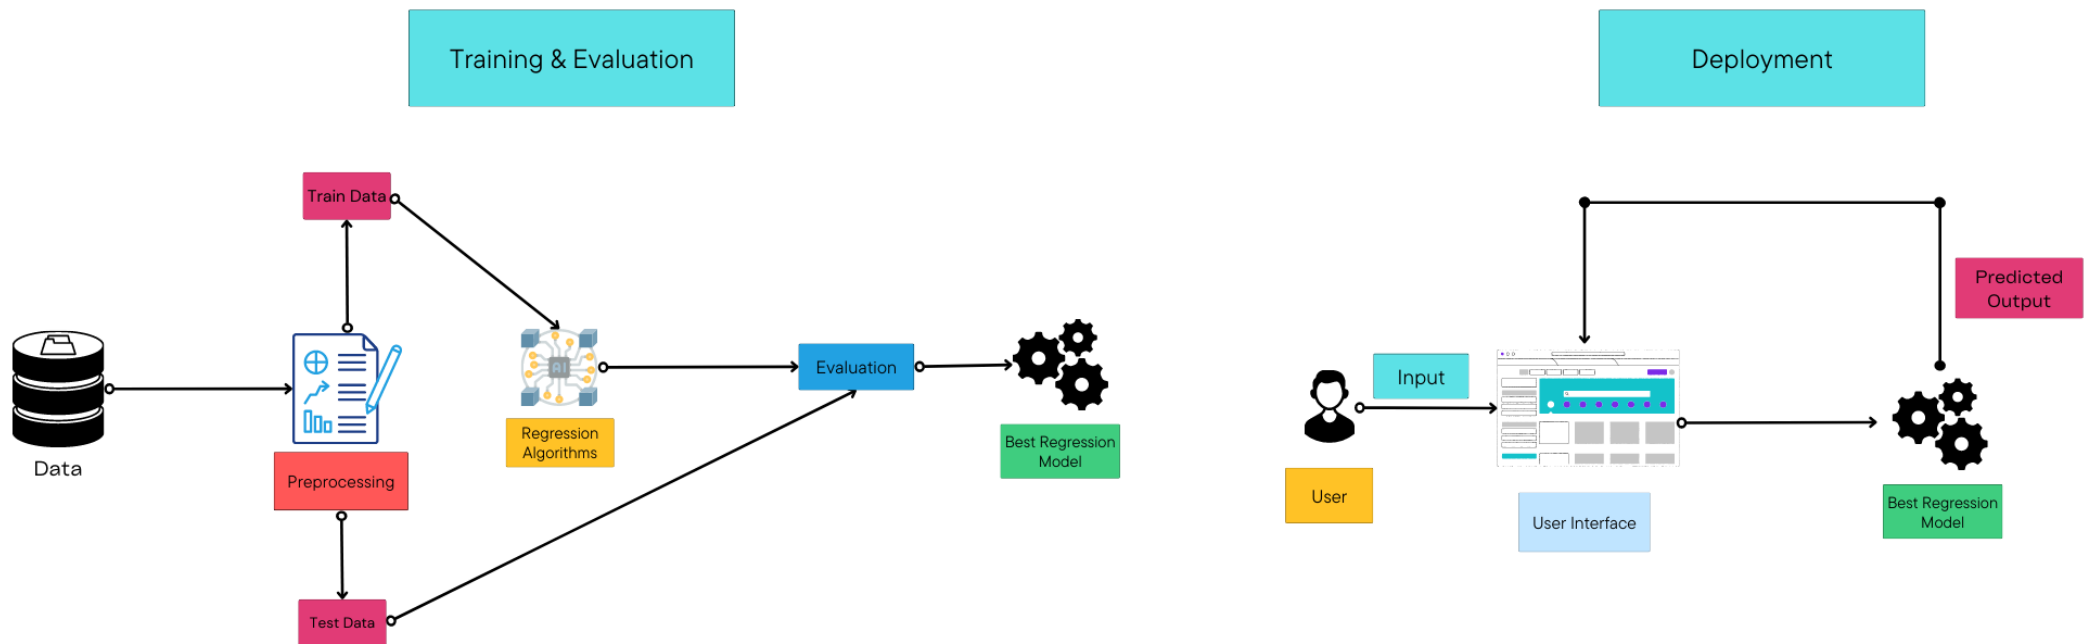 Training & Evaluation
Deployment
Train Data
Data
Preprocessing
Test Data
AI
Regression
Algorithms
Evaluation
Best Regression
Model
User
Input
User Interface
Predicted
Output
Best Regression
Model